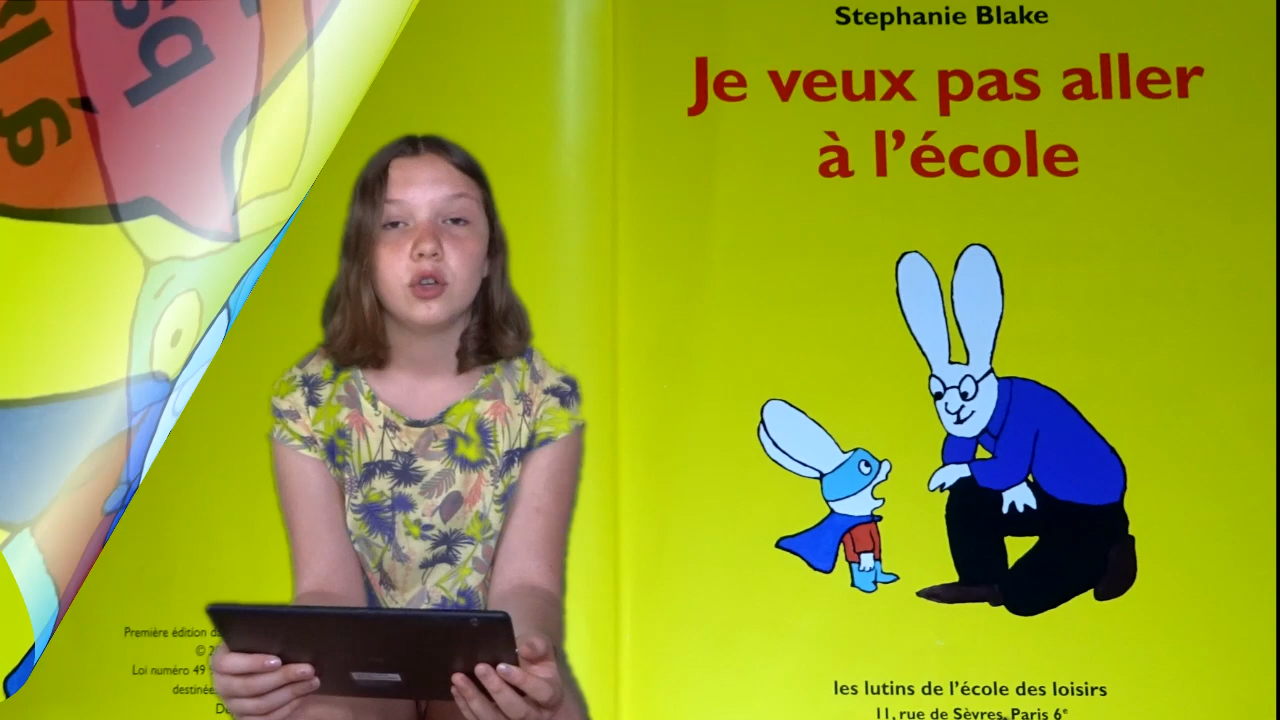 Stephanie Blake
Je veux pas aller
à l'école
Première édition
©
Loi numéro 49
les lutins de l'école des loisirs
11, rue de Sèvres, Paris 6e